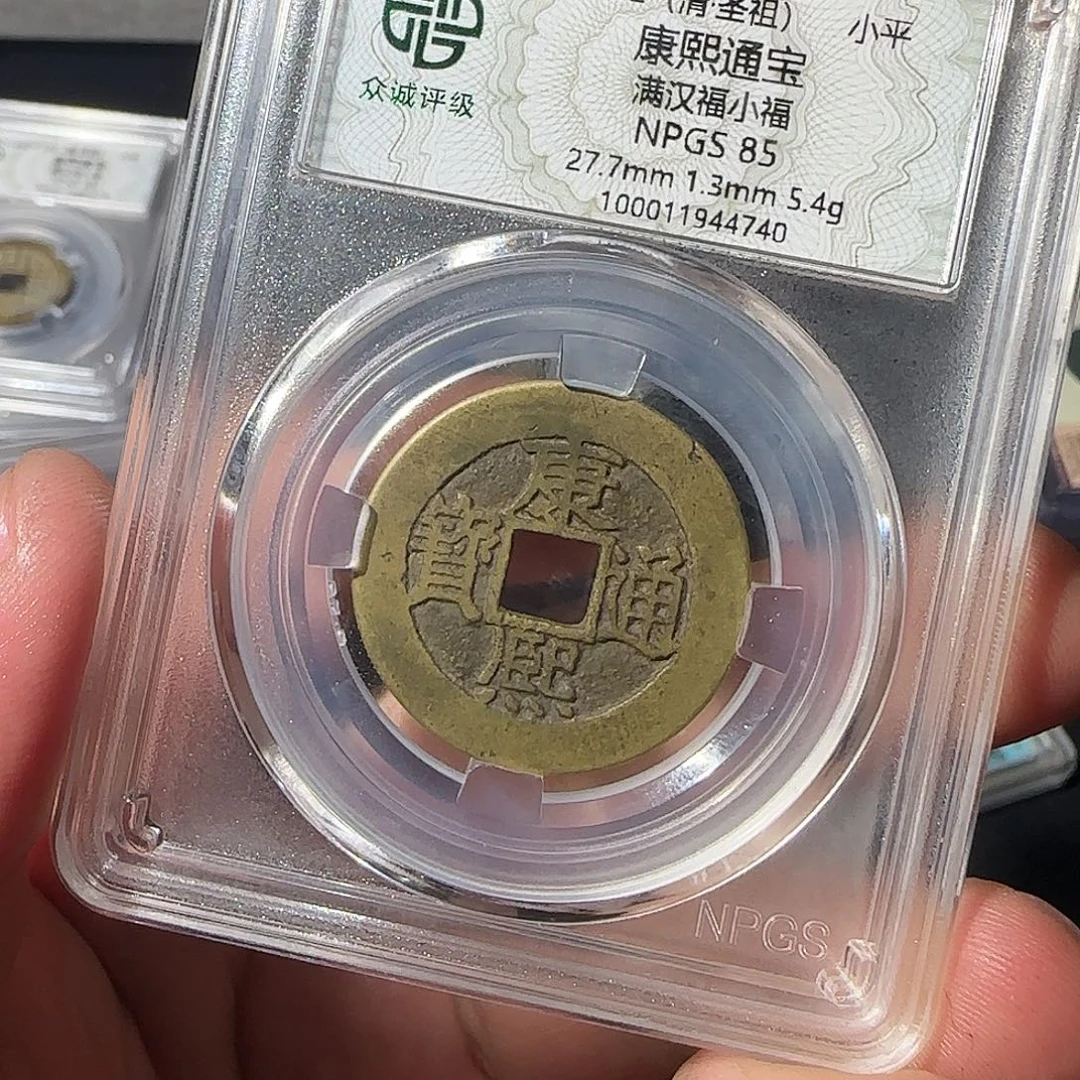 (清·圣祖)
小平
康熙通宝
满汉福小福
NPGS 85
27.7mm 1.3mm 5.4g
100011944740
众诚评级
康
寶 通
熙
NPGS